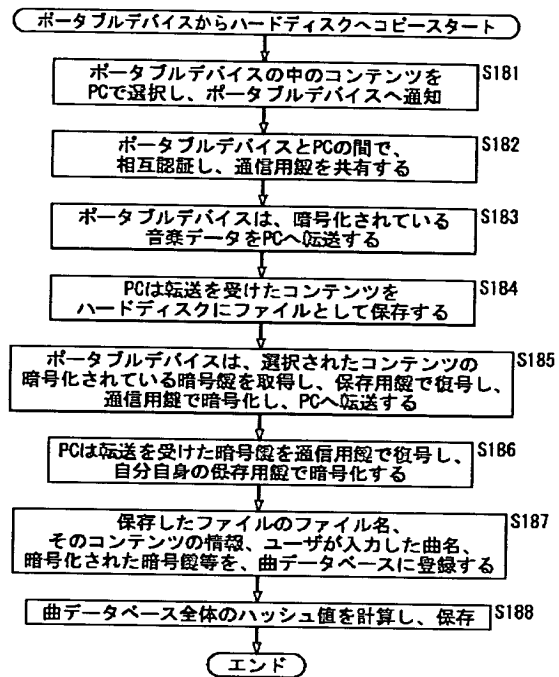 ポータブルデバイスからハードディスクへコピースタート
ポータブルデバイスの中のコンテンツを
PCで選択し、ポータブルデバイスへ通知
S181
ポータブルデバイスとPCの間で、
相互認証し、通信用鍵を共有する
S182
ポータブルデバイスは、暗号化されている
音楽データをPCへ転送する
S183
PCは転送を受けたコンテンツを
ハードディスクにファイルとして保存する
S184
ポータブルデバイスは、選択されたコンテンツの
暗号化されている暗号鍵を取得し、保存用鍵で復号し、
通信用鍵で暗号化し、PCへ転送する
S185
PCは転送を受けた暗号鍵を通信用鍵で復号し、
自分自身の保存用鍵で暗号化する
S186
保存したファイルのファイル名、
そのコンテンツの情報、ユーザが入力した曲名、
暗号化された暗号鍵等を、曲データベースに登録する
S187
曲データベース全体のハッシュ値を計算し、保存
S188
エンド